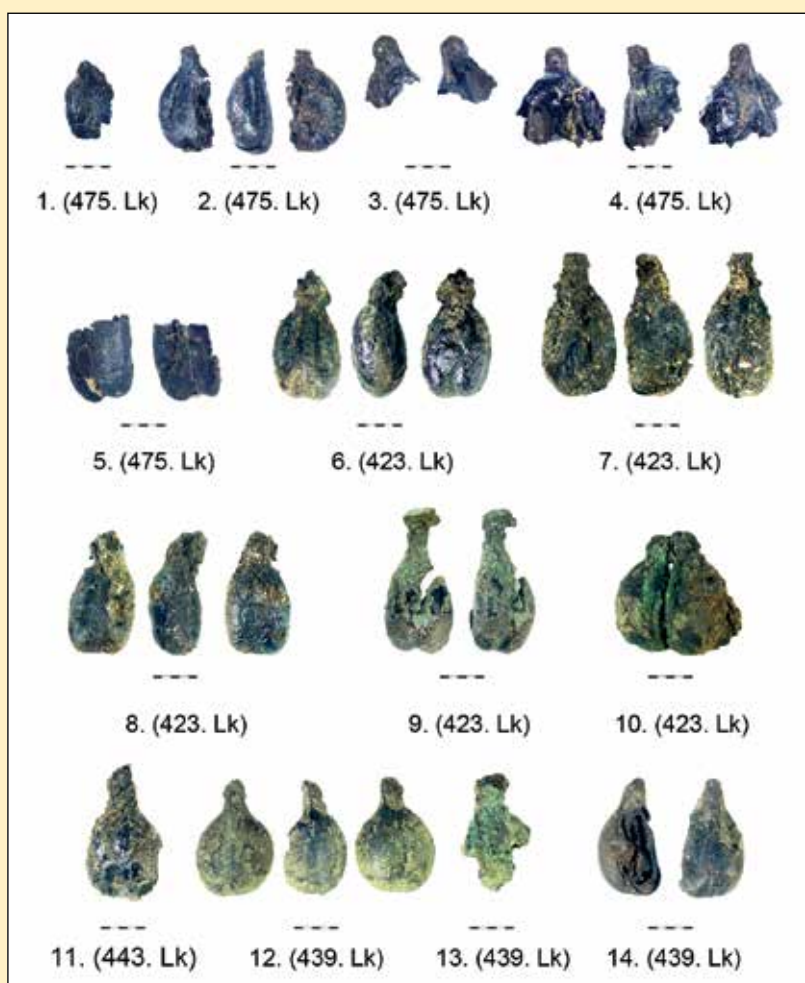 1. (475. Lk) 2. (475. Lk) 3. (475. Lk) 4. (475. Lk)
5. (475. Lk) 6. (423. Lk) 7. (423. Lk)
8. (423. Lk) 9. (423. Lk) 10. (423. Lk)
11. (443. Lk) 12. (439. Lk) 13. (439. Lk) 14. (439. Lk)